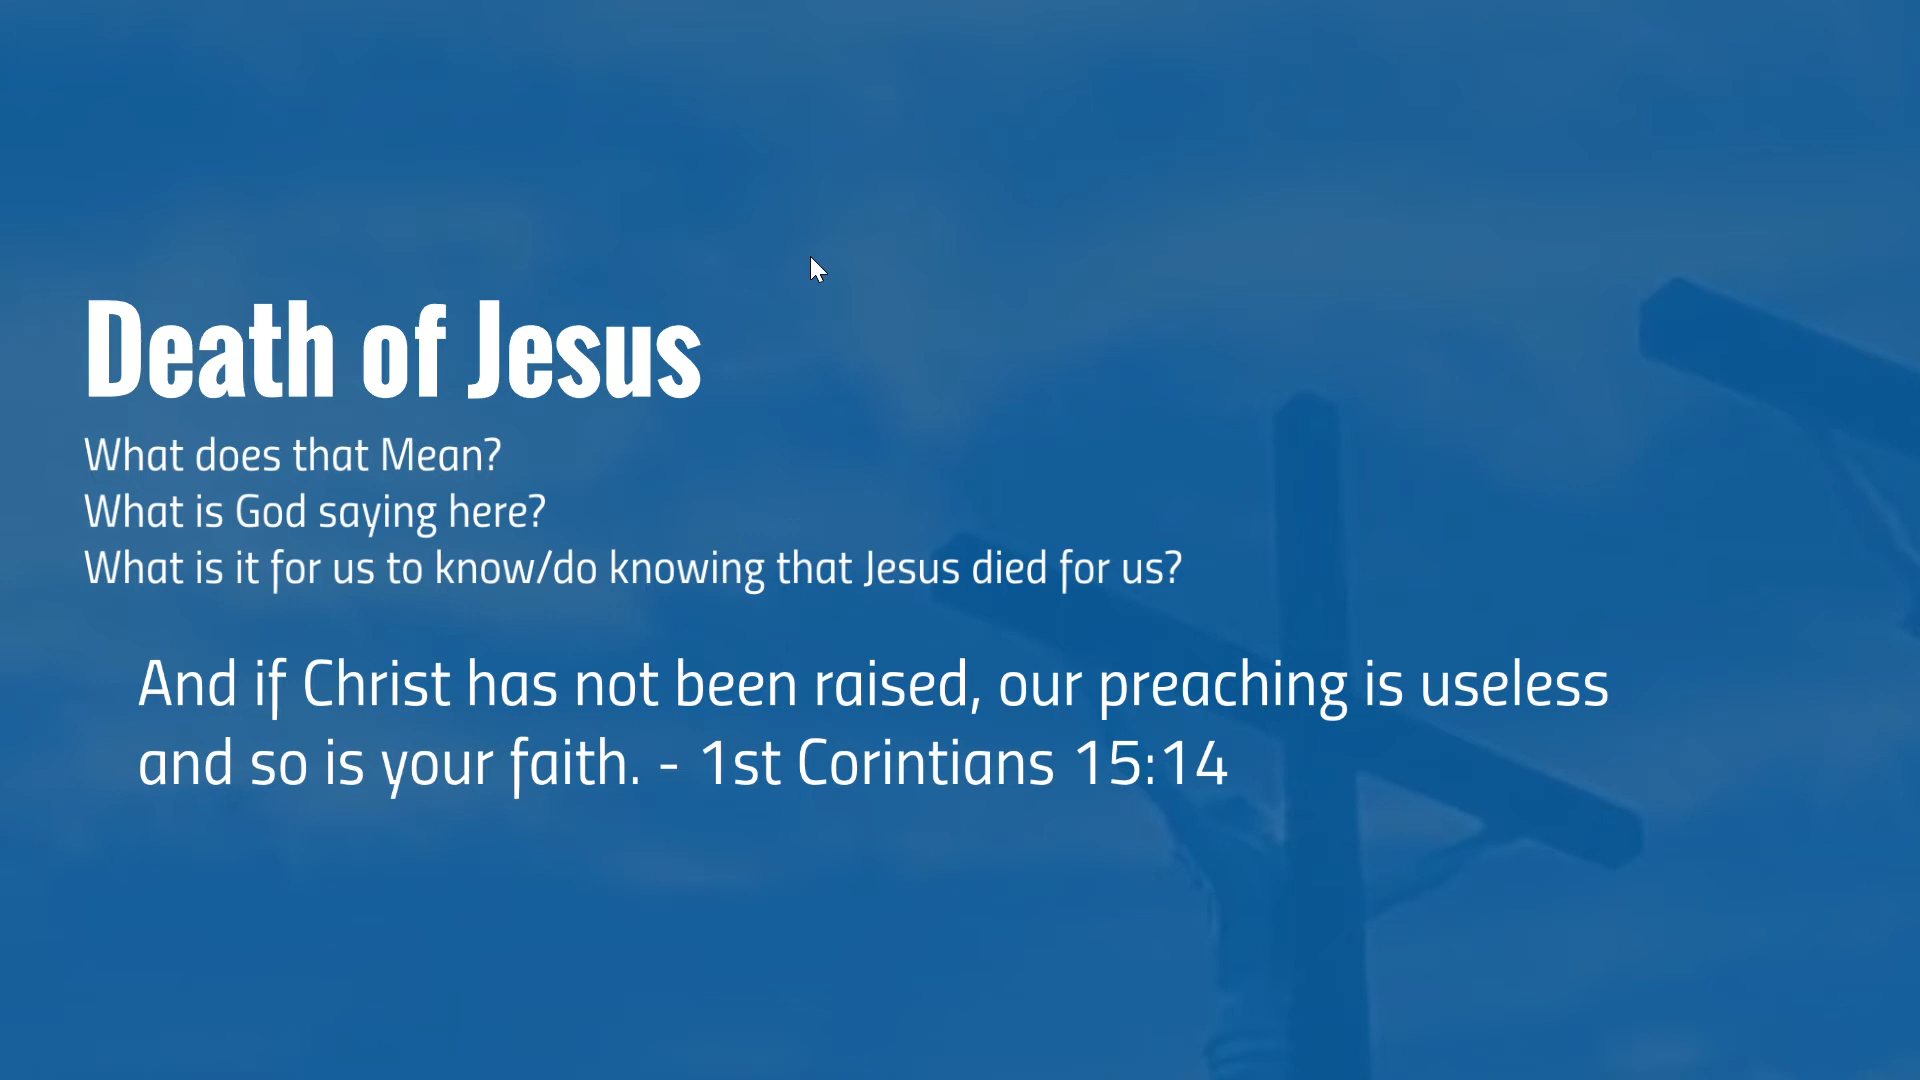 Death of Jesus
What does that Mean?
What is God saying here?
What is it for us to know/do knowing that Jesus died for us?
And if Christ has not been raised, our preaching is useless
and so is your faith. - 1st Corintians 15:14